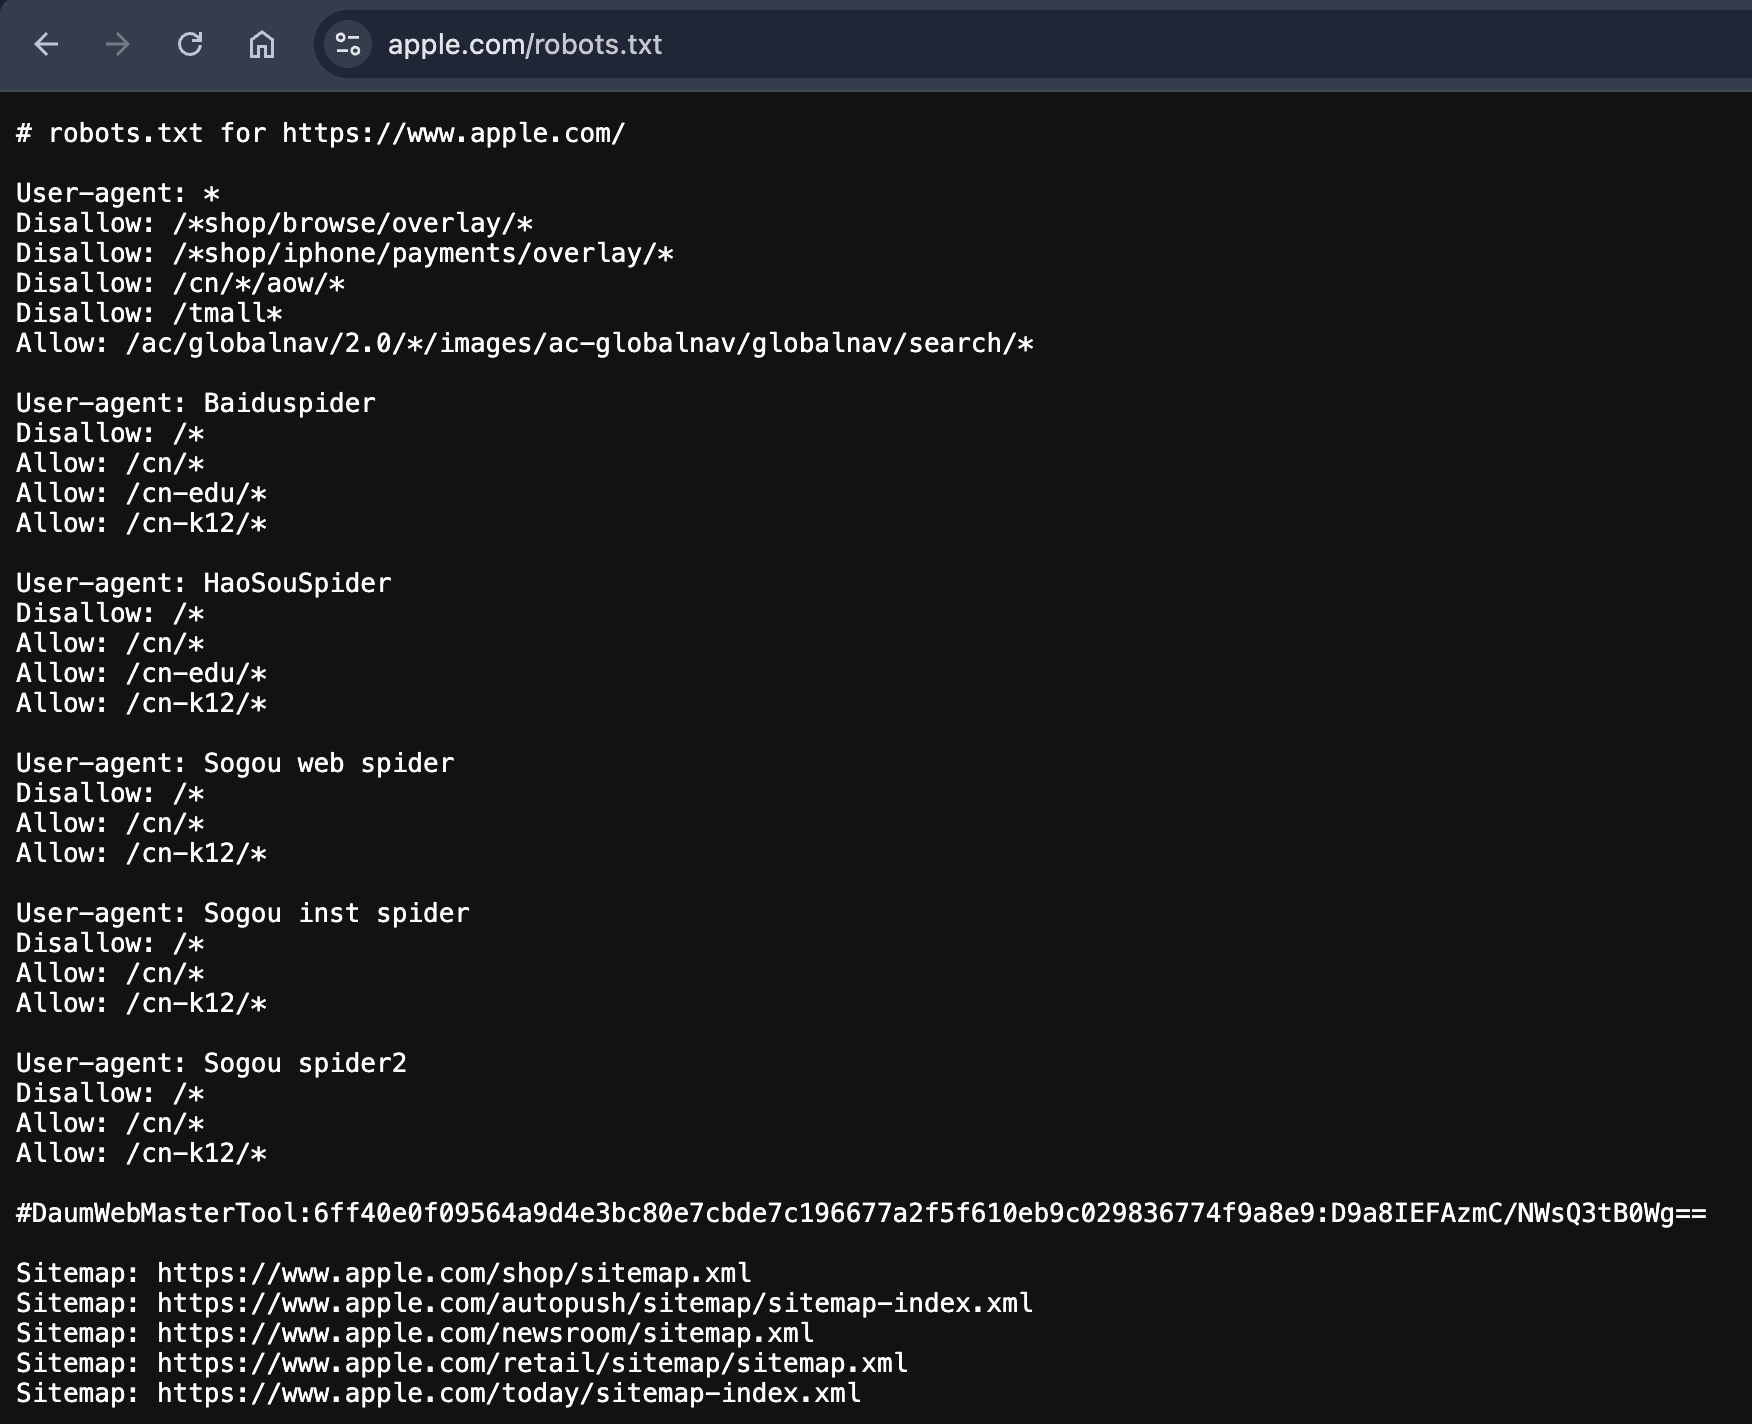 apple.com/robots.txt
# robots.txt for https://www.apple.com/
User-agent: *
Disallow: /*shop/browse/overlay/*
Disallow: /*shop/iphone/payments/overlay/*
Disallow: /cn/*/aow/*
Disallow: /tmall*
Allow: /ac/globalnav/2.0/*/images/ac-globalnav/globalnav/search/*
User-agent: Baiduspider
Disallow: /*
Allow: /cn/*
Allow: /cn-edu/*
Allow: /cn-k12/*
User-agent: HaoSouSpider
Disallow: /*
Allow: /cn/*
Allow: /cn-edu/*
Allow: /cn-k12/*
User-agent: Sogou web spider
Disallow: /*
Allow: /cn/*
Allow: /cn-k12/*
User-agent: Sogou inst spider
Disallow: /*
Allow: /cn/*
Allow: /cn-k12/*
User-agent: Sogou spider2
Disallow: /*
Allow: /cn/*
Allow: /cn-k12/*
#DaumWebMasterTool:6ff40e0f09564a9d4e3bc80e7cbde7c196677a2f5f610eb9c029836774f9a8e9:D9a8IEFAzmC/NWsQ3tB0Wg==
Sitemap: https://www.apple.com/shop/sitemap.xml
Sitemap: https://www.apple.com/autopush/sitemap/sitemap-index.xml
Sitemap: https://www.apple.com/newsroom/sitemap.xml
Sitemap: https://www.apple.com/retail/sitemap/sitemap.xml
Sitemap: https://www.apple.com/today/sitemap-index.xml